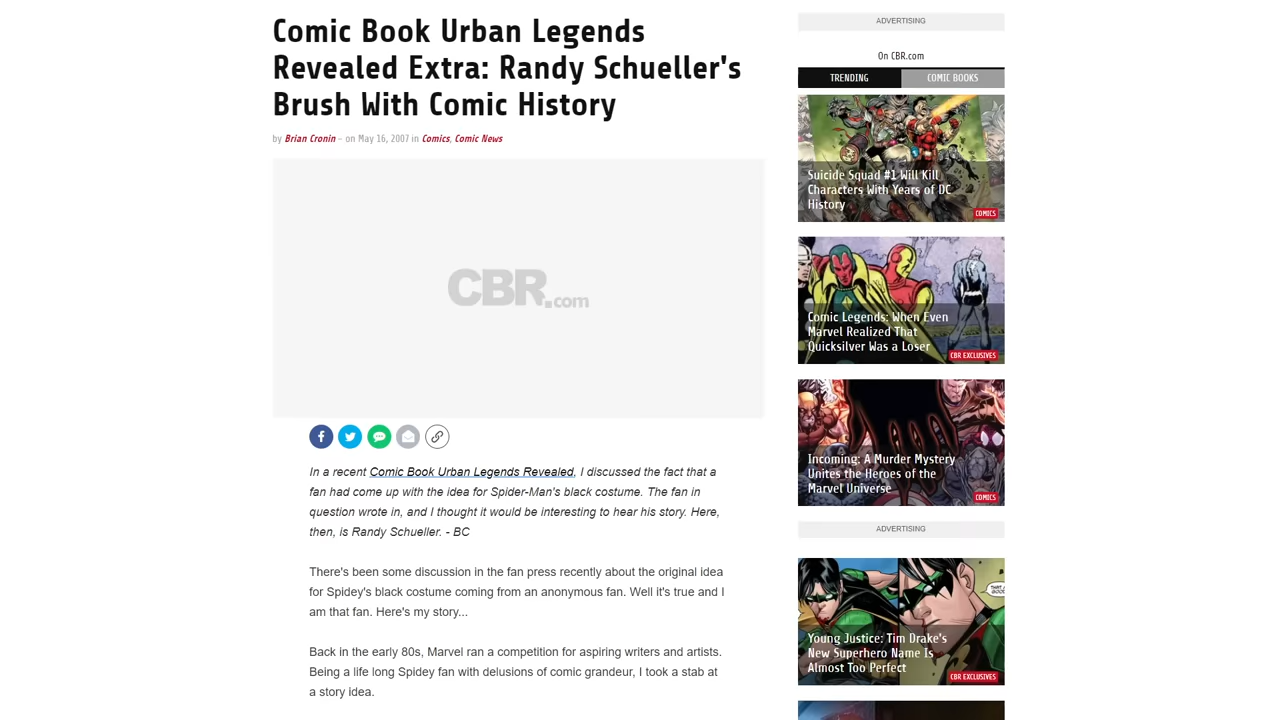 Comic Book Urban Legends
Revealed Extra: Randy Schueller's
Brush With Comic History
by Brian Cronin – on May 16, 2007 in Comics, Comic News
CBR.com
In a recent Comic Book Urban Legends Revealed, I discussed the fact that a
fan had come up with the idea for Spider-Man's black costume. The fan in
question wrote in, and I thought it would be interesting to hear his story. Here,
then, is Randy Schueller. - BC
There's been some discussion in the fan press recently about the original idea
for Spidey's black costume coming from an anonymous fan. Well it's true and I
am that fan. Here's my story...
Back in the early 80s, Marvel ran a competition for aspiring writers and artists.
Being a life long Spidey fan with delusions of comic grandeur, I took a stab at
a story idea.
ADVERTISING
On CBR.com
TRENDING
COMIC BOOKS
Suicide Squad #1 Will Kill
Characters With Years of DC
History
COMICS
Comic Legends: When Even
Marvel Realized That
Quicksilver Was a Loser
CBR EXCLUSIVES
Incoming: A Murder Mystery
Unites the Heroes of the
Marvel Universe
COMICS
ADVERTISING
Young Justice: Tim Drake's
New Superhero Name Is
Almost Too Perfect
CBR EXCLUSIVES